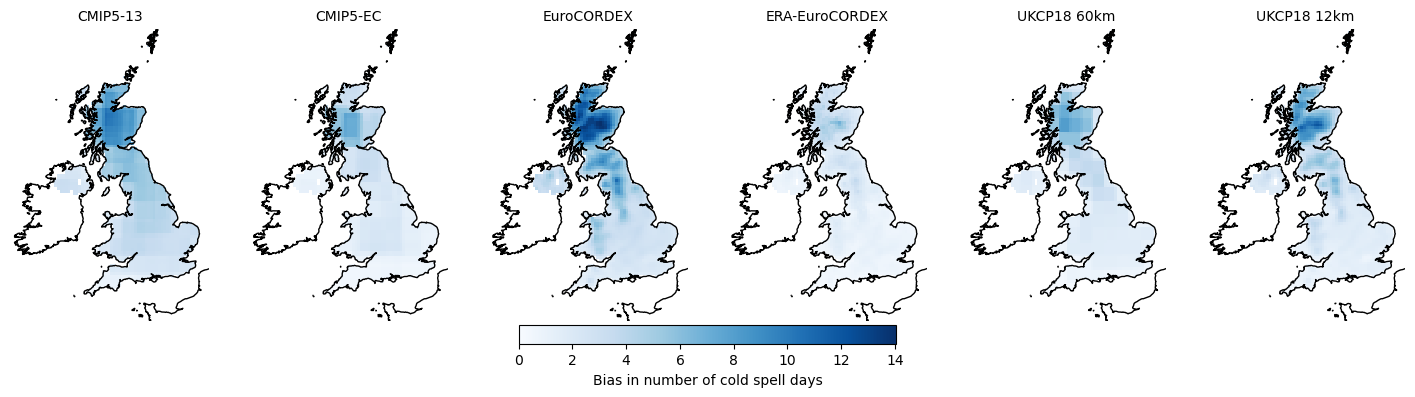 CMIP5-13 CMIP5-EC EuroCORDEX ERA-EuroCORDEX UKCP18 60km UKCP18 12km
0 2 4 6 8 10 12 14
Bias in number of cold spell days